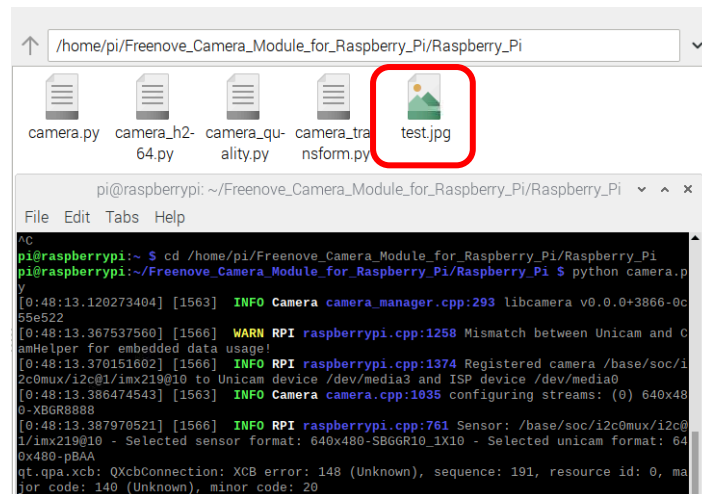 /home/pi/Freenove_Camera_Module_for_Raspberry_Pi/Raspberry_Pi
camera.py camera_h2- camera_qu- camera_tra test.jpg
64.py ality.py nsform.py
pi@raspberrypi: ~/Freenove_Camera_Module_for_Raspberry_Pi/Raspberry_Pi
File Edit Tabs Help
^C
pi@raspberrypi:~ $ cd /home/pi/Freenove_Camera_Module_for_Raspberry_Pi/Raspberry_Pi
pi@raspberrypi:~/Freenove_Camera_Module_for_Raspberry_Pi/Raspberry_Pi $ python camera.p
y
[0:48:13.120273404] [1563] INFO Camera camera_manager.cpp:293 libcamera v0.0.0+3866-0c
55e522
[0:48:13.367537560] [1566] WARN RPI raspberrypi.cpp:1258 Mismatch between Unicam and C
amHelper for embedded data usage!
[0:48:13.370151602] [1566] INFO RPI raspberrypi.cpp:1374 Registered camera /base/soc/i
2c0mux/i2c@1/imx219@10 to Unicam device /dev/media3 and ISP device /dev/media0
[0:48:13.386474543] [1563] INFO Camera camera.cpp:1035 configuring streams: (0) 640x48
0-XBGR8888
[0:48:13.387970521] [1566] INFO RPI raspberrypi.cpp:761 Sensor: /base/soc/i2c0mux/i2c@
1/imx219@10 - Selected sensor format: 640x480-SBGGR10_1X10 - Selected unicam format: 64
0x480-pBAA
qt.qpa.xcb: QXcbConnection: XCB error: 148 (Unknown), sequence: 191, resource id: 0, ma
jor code: 140 (Unknown), minor code: 20